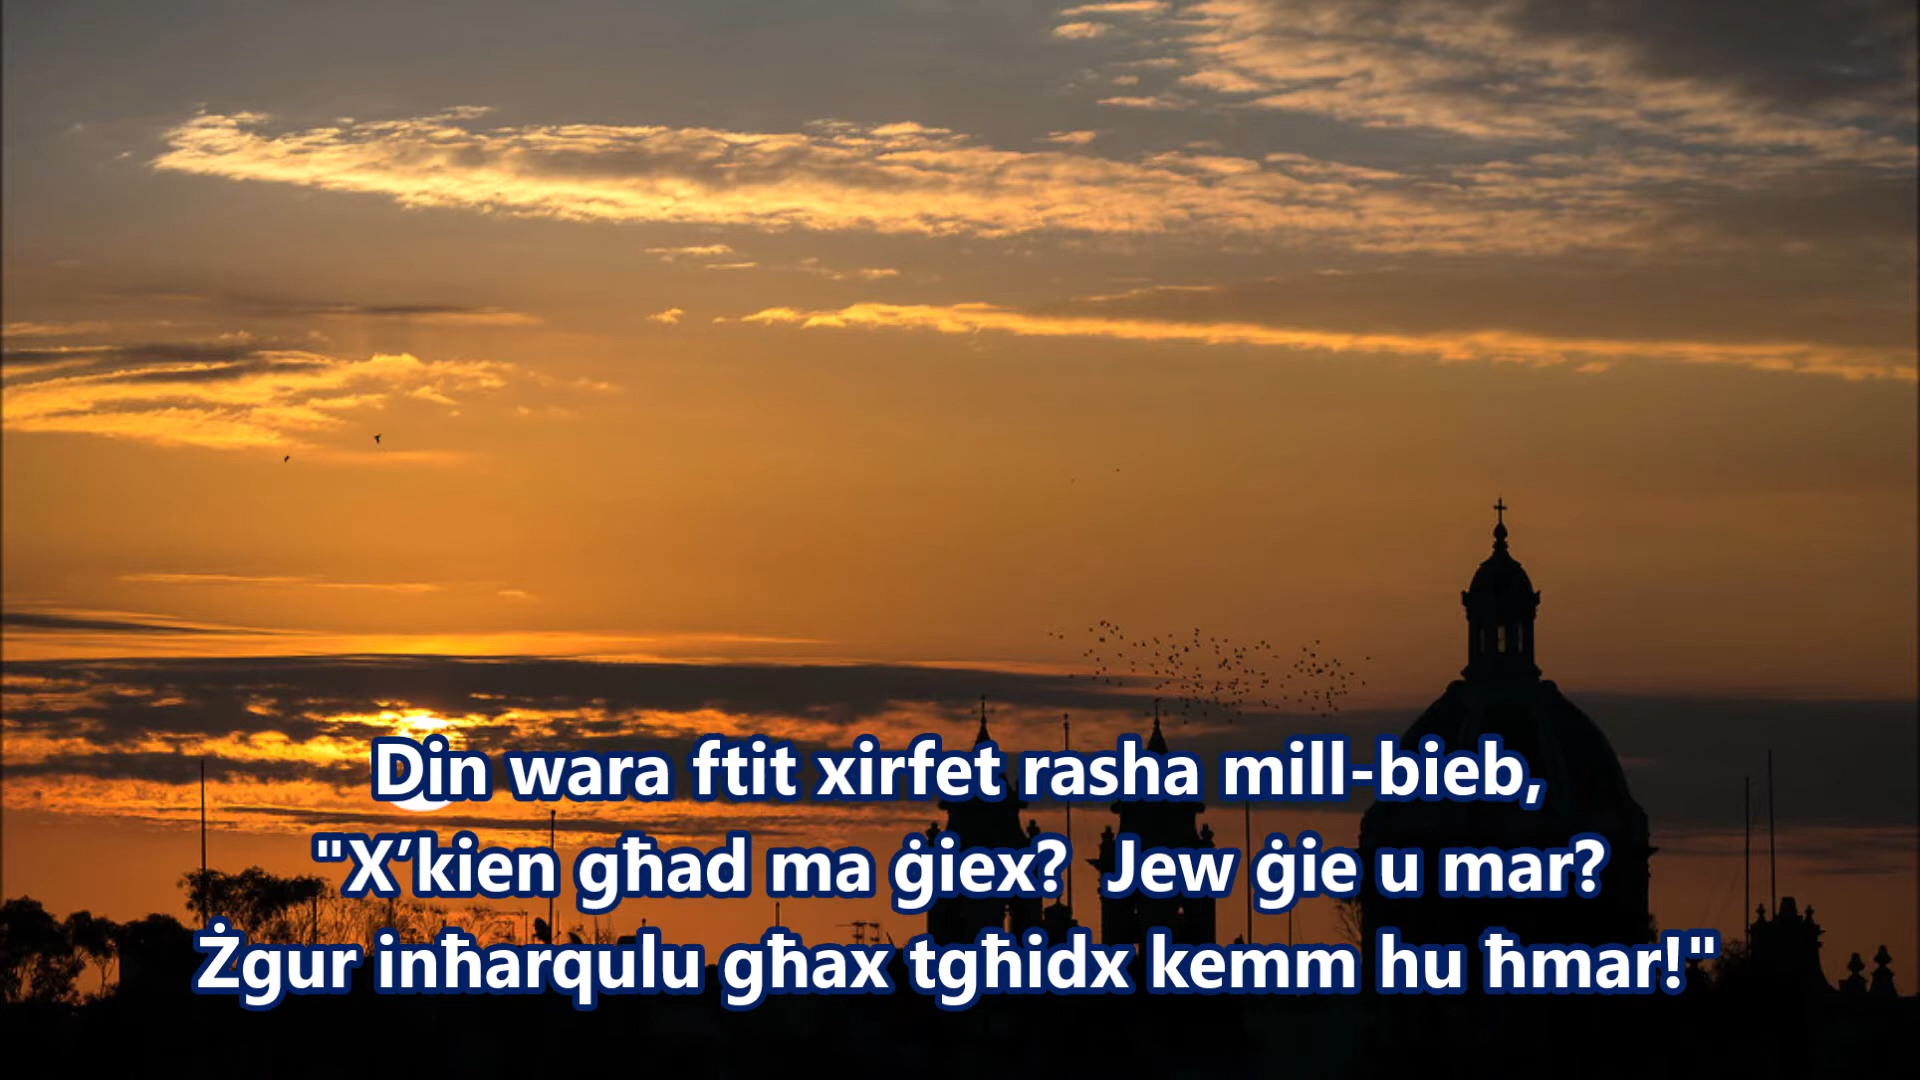 Din wara ftit xirfet rasha mill-bieb,
"X’kien għad ma ġiex?  Jew ġie u mar?
Żgur inħarqulu għax tgħidx kemm hu ħmar!"